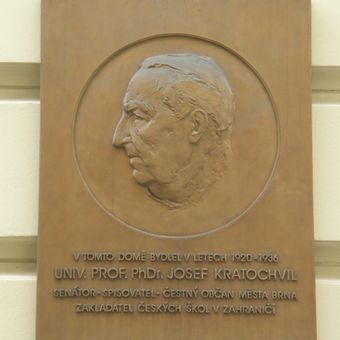 V TOMTO DOMĚ BYDLEL V LETECH 1920-1936
UNIV. PROF. PhDr. JOSEF KRATOCHVIL
SENÁTOR-SPISOVATEL-ČESTNÝ OBČAN MĚSTA BRNA
ZAKLADATEL ČESKÝCH ŠKOL V ZAHRANIČÍ